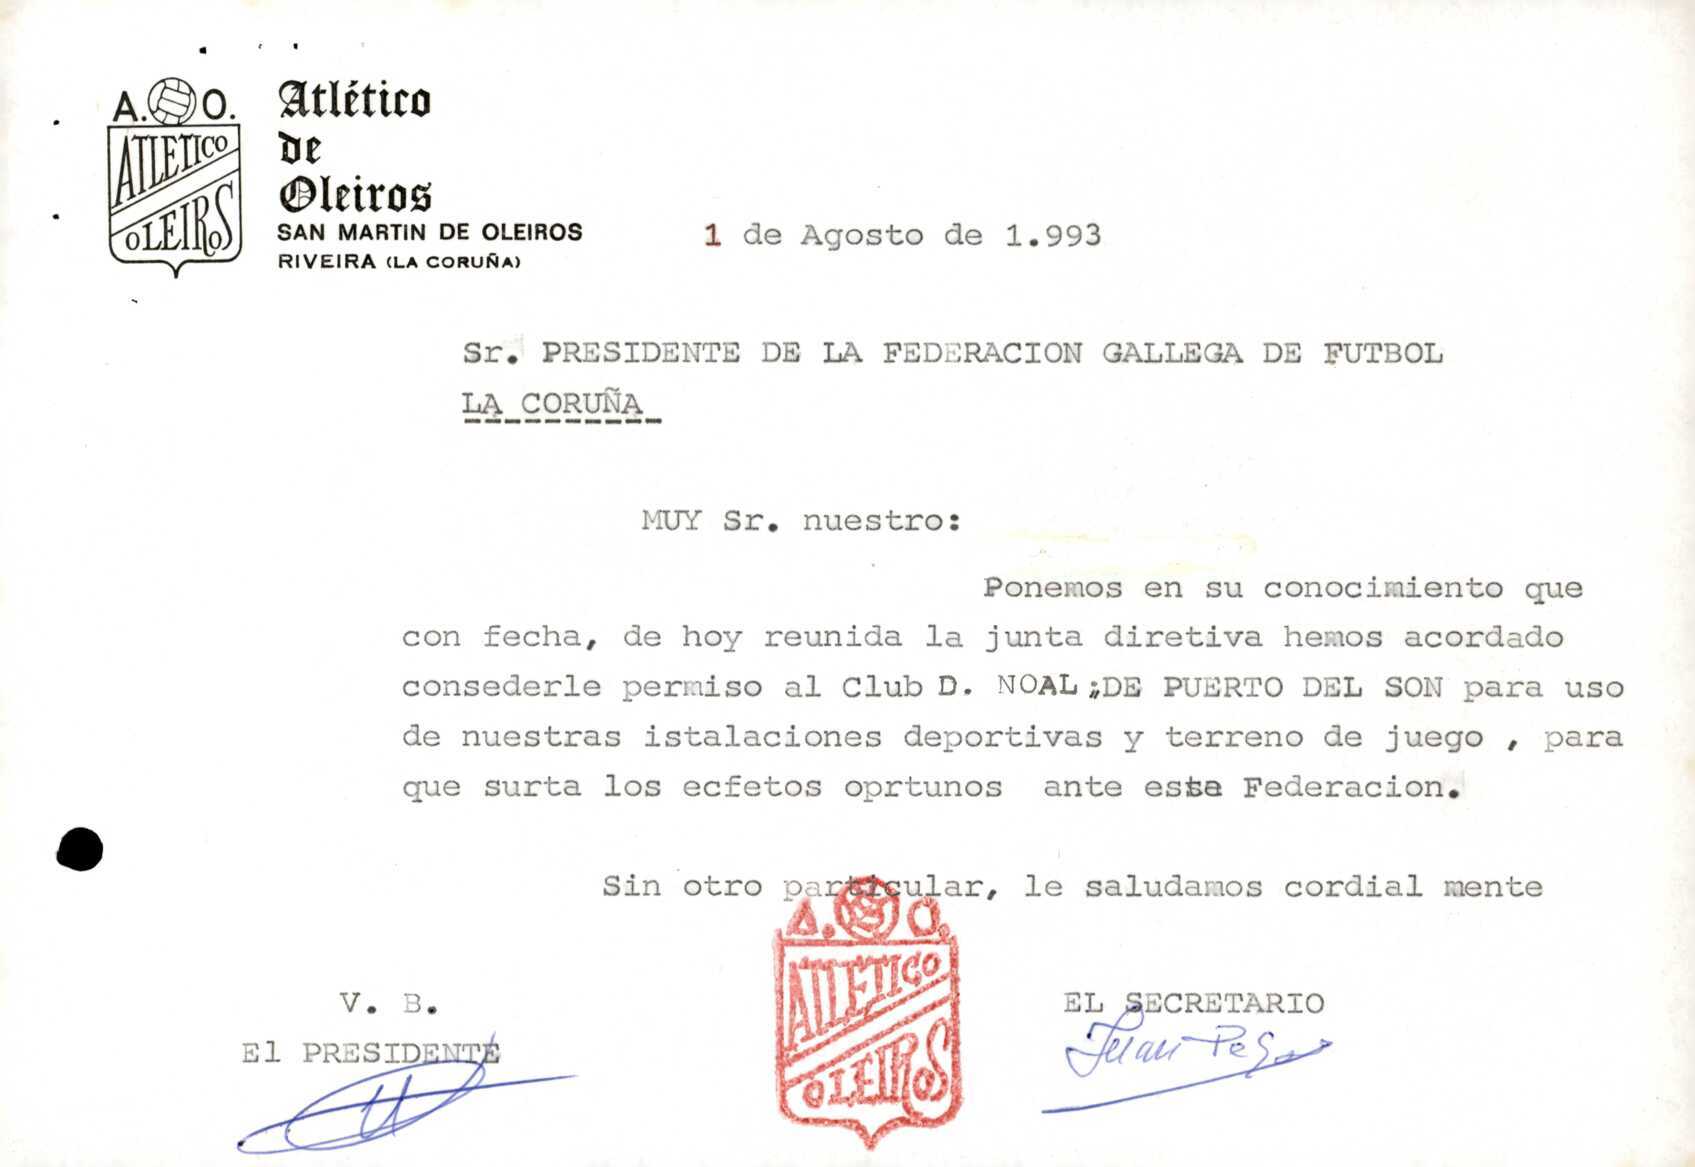 A. O.
ATLETICO
OLEIROS
Atlético
de
Oleiros
SAN MARTIN DE OLEIROS
RIVEIRA (LA CORUÑA)
1 de Agosto de 1.993
Sr. PRESIDENTE DE LA FEDERACION GALLEGA DE FUTBOL
LA CORUÑA
MUY Sr. nuestro:
Ponemos en su conocimiento que
con fecha, de hoy reunida la junta diretiva hemos acordado
consederle permiso al Club D. NOAL ;DE PUERTO DEL SON para uso
de nuestras istalaciones deportivas y terreno de juego , para
que surta los ecfetos oprtunos ante essa Federacion.
Sin otro particular, le saludamos cordial mente
A. O.
ATLETICO
OLEIROS
V. B.
El PRESIDENTE
EL SECRETARIO
Juan